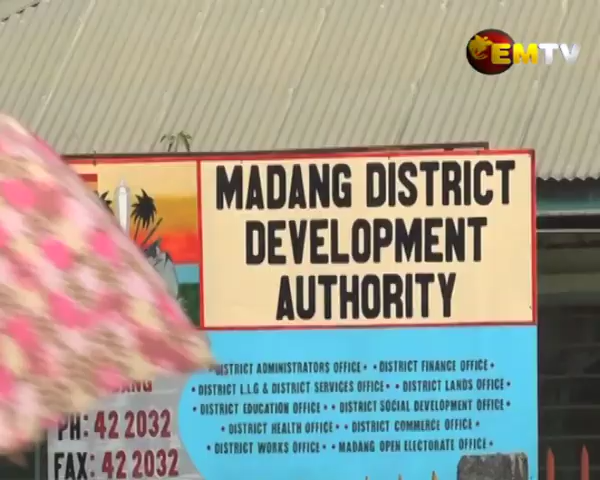 EMTV
MADANG DISTRICT
DEVELOPMENT
AUTHORITY
•DISTRICT ADMINISTRATORS OFFICE• •DISTRICT FINANCE OFFICE•
•DISTRICT L.L.G & DISTRICT SERVICES OFFICE• •DISTRICT LANDS OFFICE•
•DISTRICT EDUCATION OFFICE• •DISTRICT SOCIAL DEVELOPMENT OFFICE•
•DISTRICT HEALTH OFFICE• •DISTRICT COMMERCE OFFICE•
•DISTRICT WORKS OFFICE• •MADANG OPEN ELECTORATE OFFICE•
PH: 42 2032
FAX: 42 2032